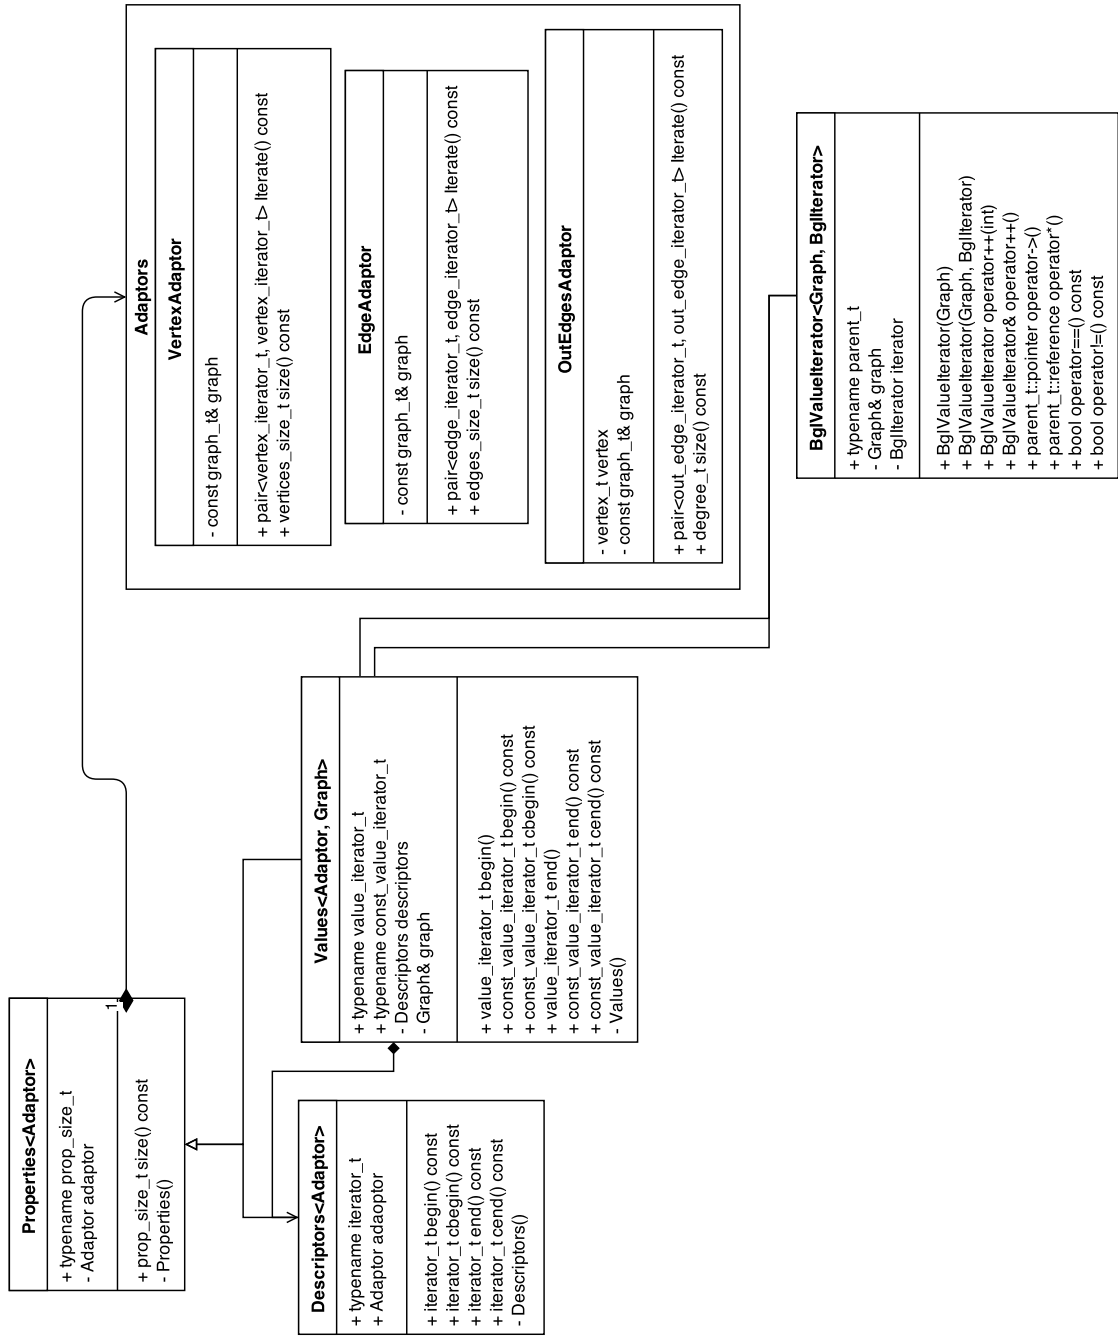 Properties<Adaptor>
+ typename prop_size_t
- Adaptor adaptor
+ prop_size_t size() const
- Properties()
1
Descriptors<Adaptor>
+ typename iterator_t
+ Adaptor adaoptor
+ iterator_t begin() const
+ iterator_t cbegin() const
+ iterator_t end() const
+ iterator_t cend() const
- Descriptors()
Values<Adaptor, Graph>
+ typename value_iterator_t
+ typename const_value_iterator_t
- Descriptors descriptors
- Graph& graph
+ value_iterator_t begin()
+ const_value_iterator_t begin() const
+ const_value_iterator_t cbegin() const
+ value_iterator_t end()
+ const_value_iterator_t end() const
+ const_value_iterator_t cend() const
- Values()
Adaptors
VertexAdaptor
- const graph_t& graph
+ pair<vertex_iterator_t, vertex_iterator_t> Iterate() const
+ vertices_size_t size() const
EdgeAdaptor
- const graph_t& graph
+ pair<edge_iterator_t, edge_iterator_t> Iterate() const
+ edges_size_t size() const
OutEdgesAdaptor
- vertex_t vertex
- const graph_t& graph
+ pair<out_edge_iterator_t, out_edge_iterator_t> Iterate() const
+ degree_t size() const
BglValueIterator<Graph, BglIterator>
+ typename parent_t
- Graph& graph
- BglIterator iterator
+ BglValueIterator(Graph)
+ BglValueIterator(Graph, BglIterator)
+ BglValueIterator operator++(int)
+ BglValueIterator& operator++()
+ parent_t::pointer operator->()
+ parent_t::reference operator*()
+ bool operator==() const
+ bool operator!=() const